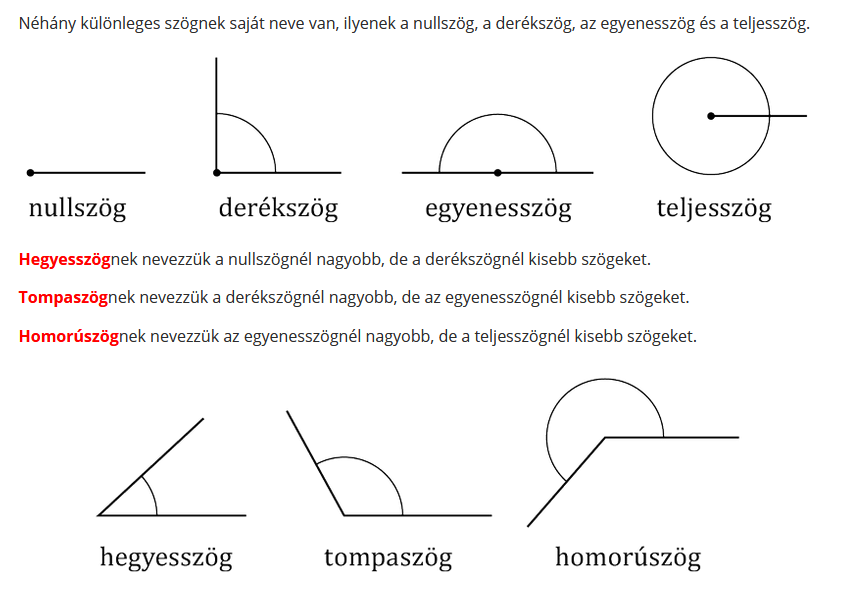 Néhány különleges szögnek saját neve van, ilyenek a nullszög, a derékszög, az egyenesszög és a teljesszög.
nullszög derékszög egyenesszög teljesszög
Hegyesszögnek nevezzük a nullszögnél nagyobb, de a derékszögnél kisebb szögeket.
Tompaszögnek nevezzük a derékszögnél nagyobb, de az egyenesszögnél kisebb szögeket.
Homorúszögnek nevezzük az egyenesszögnél nagyobb, de a teljesszögnél kisebb szögeket.
hegyesszög tompaszög homorúszög